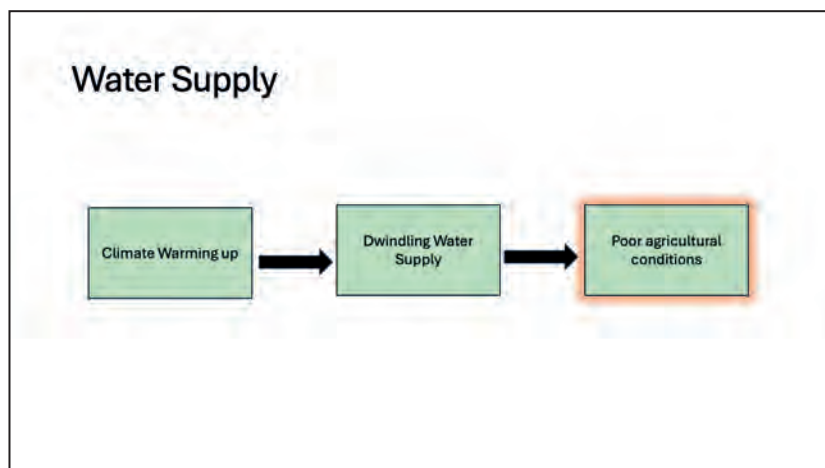 Water Supply
Climate Warming up
Dwindling Water
Supply
Poor agricultural
conditions